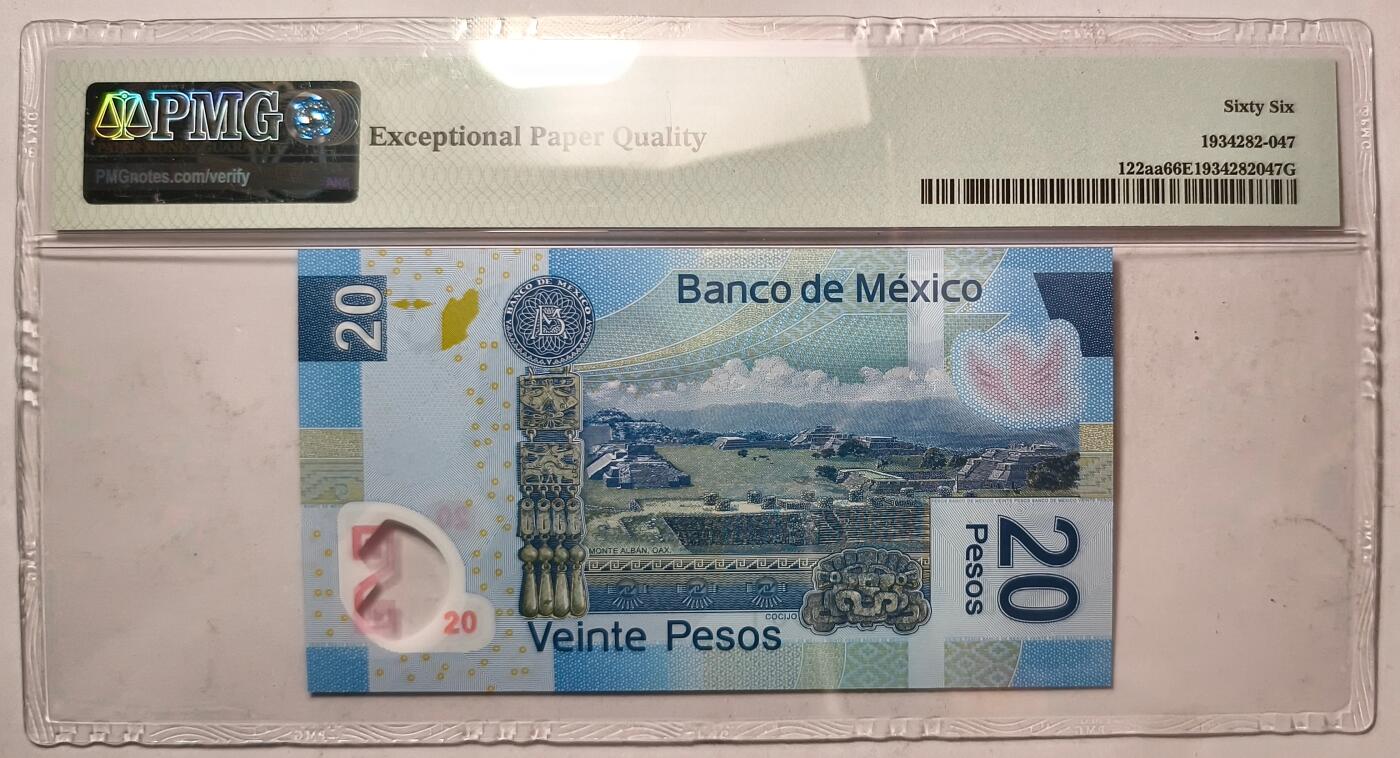 PMG
PMGnotes.com/verify
Exceptional Paper Quality
Sixty Six
1934282-047
122aa66E1934282047G
20
BANCO DE MEXICO
Banco de México
20
20
MONTE ALBÁN, OAX.
COCIJO
Veinte Pesos
20
Pesos